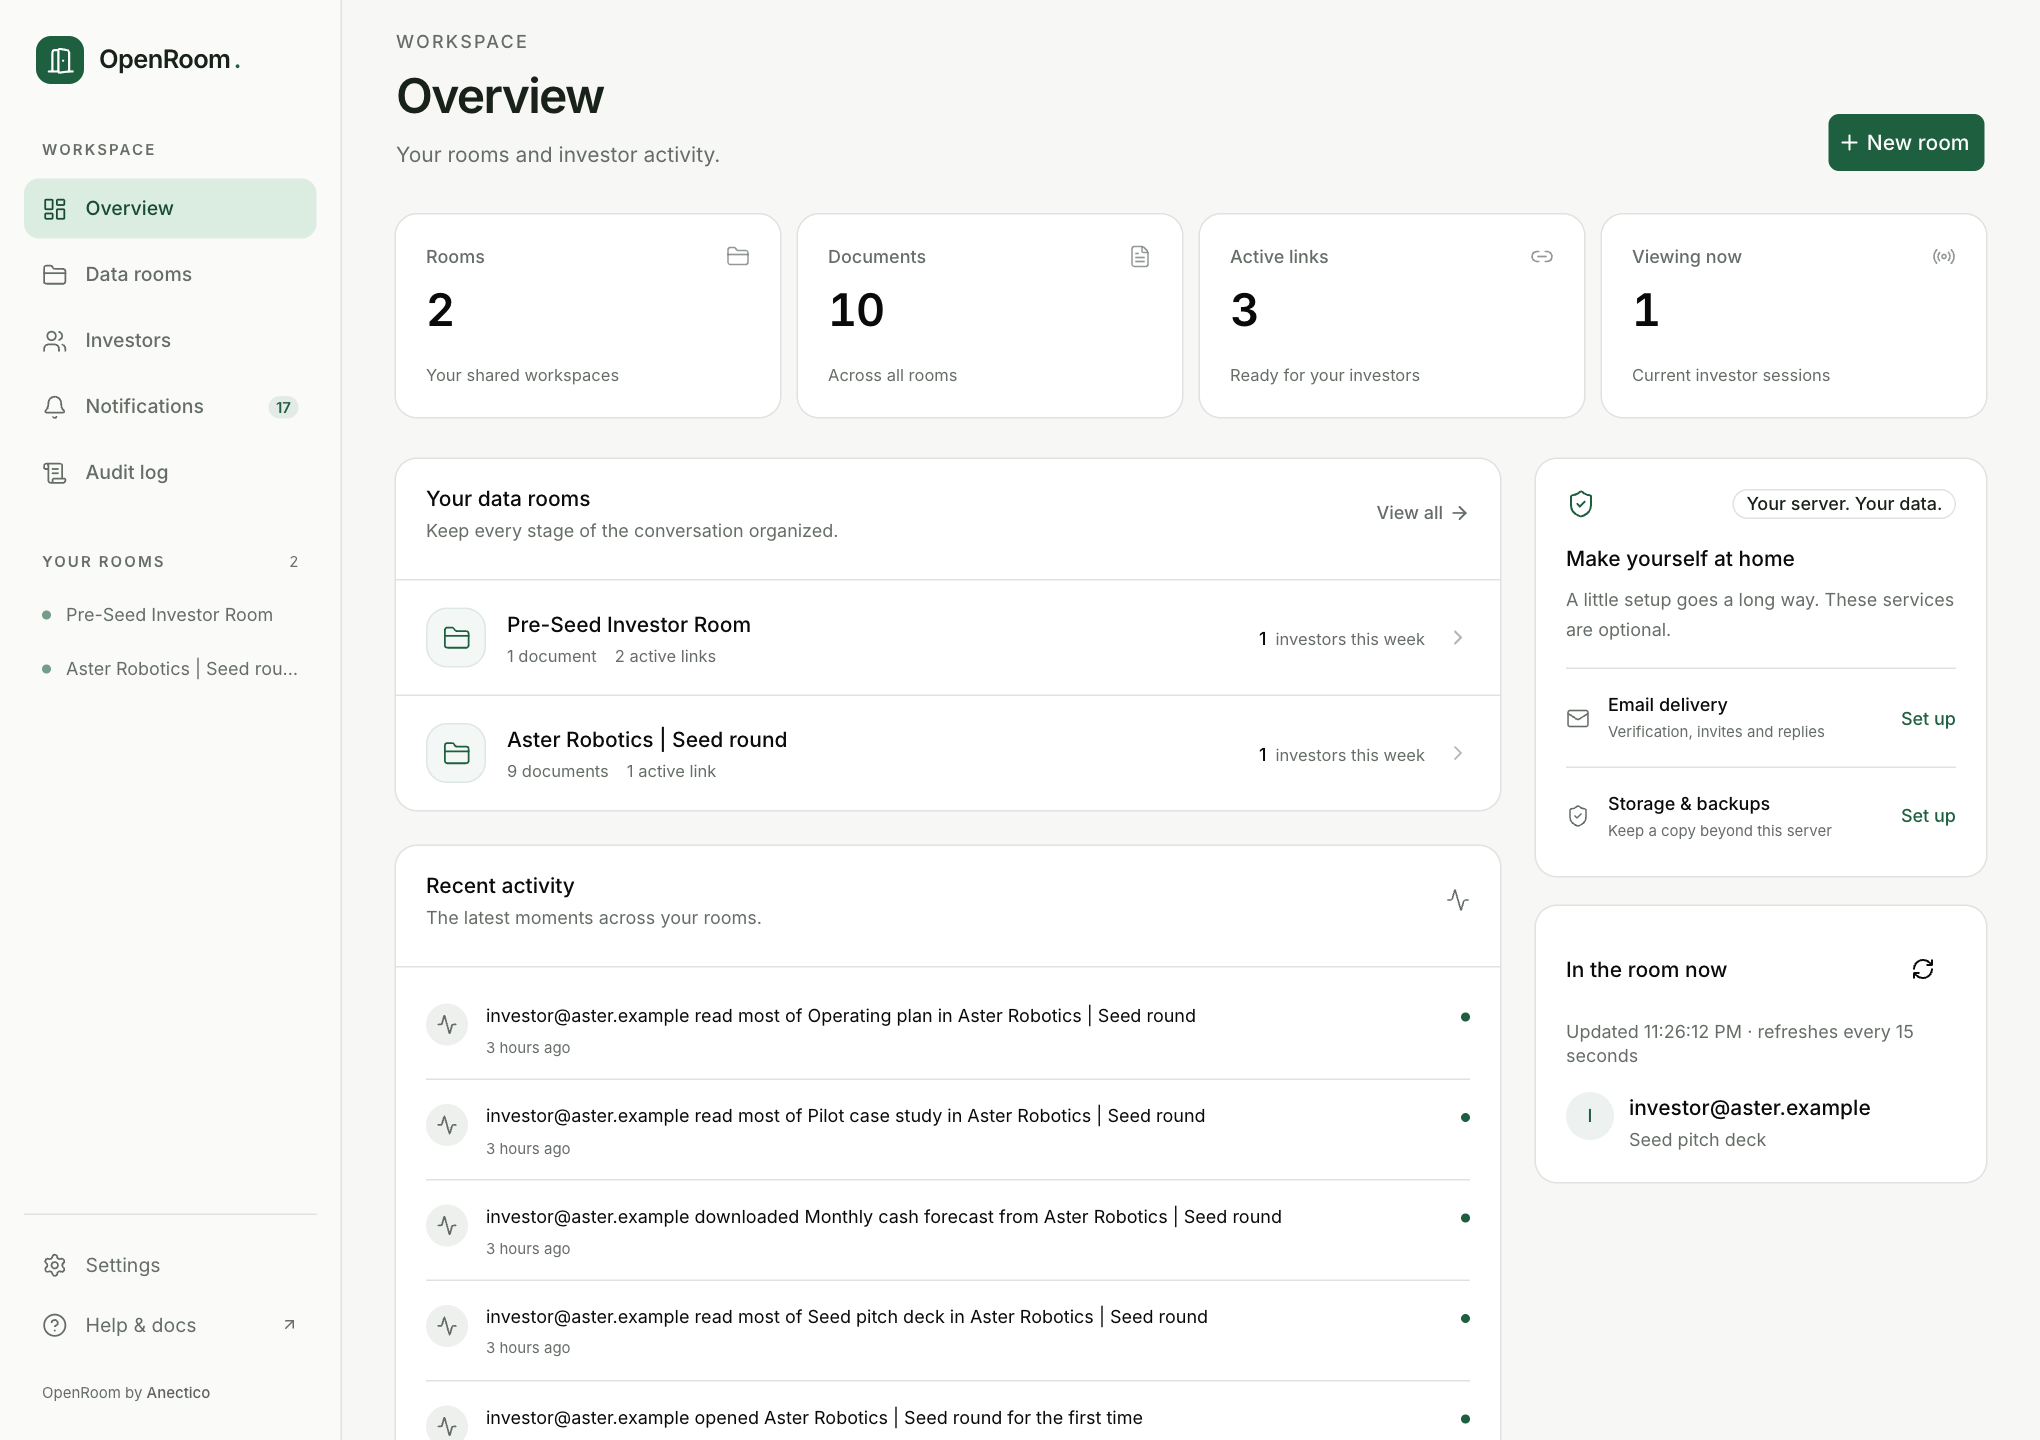 OpenRoom.
WORKSPACE
Overview
Data rooms
Investors
Notifications 17
Audit log
YOUR ROOMS 2
Pre-Seed Investor Room
Aster Robotics | Seed rou...
Settings
Help & docs
OpenRoom by Anectico
WORKSPACE
Overview
Your rooms and investor activity.
New room
Rooms
2
Your shared workspaces
Documents
10
Across all rooms
Active links
3
Ready for your investors
Viewing now
1
Current investor sessions
Your data rooms
Keep every stage of the conversation organized.
View all
Pre-Seed Investor Room
1 document 2 active links
1 investors this week
Aster Robotics | Seed round
9 documents 1 active link
1 investors this week
Recent activity
The latest moments across your rooms.
investor@aster.example read most of Operating plan in Aster Robotics | Seed round
3 hours ago
investor@aster.example read most of Pilot case study in Aster Robotics | Seed round
3 hours ago
investor@aster.example downloaded Monthly cash forecast from Aster Robotics | Seed round
3 hours ago
investor@aster.example read most of Seed pitch deck in Aster Robotics | Seed round
3 hours ago
investor@aster.example opened Aster Robotics | Seed round for the first time
Your server. Your data.
Make yourself at home
A little setup goes a long way. These services
are optional.
Email delivery
Verification, invites and replies
Set up
Storage & backups
Keep a copy beyond this server
Set up
In the room now
Updated 11:26:12 PM · refreshes every 15
seconds
I
investor@aster.example
Seed pitch deck